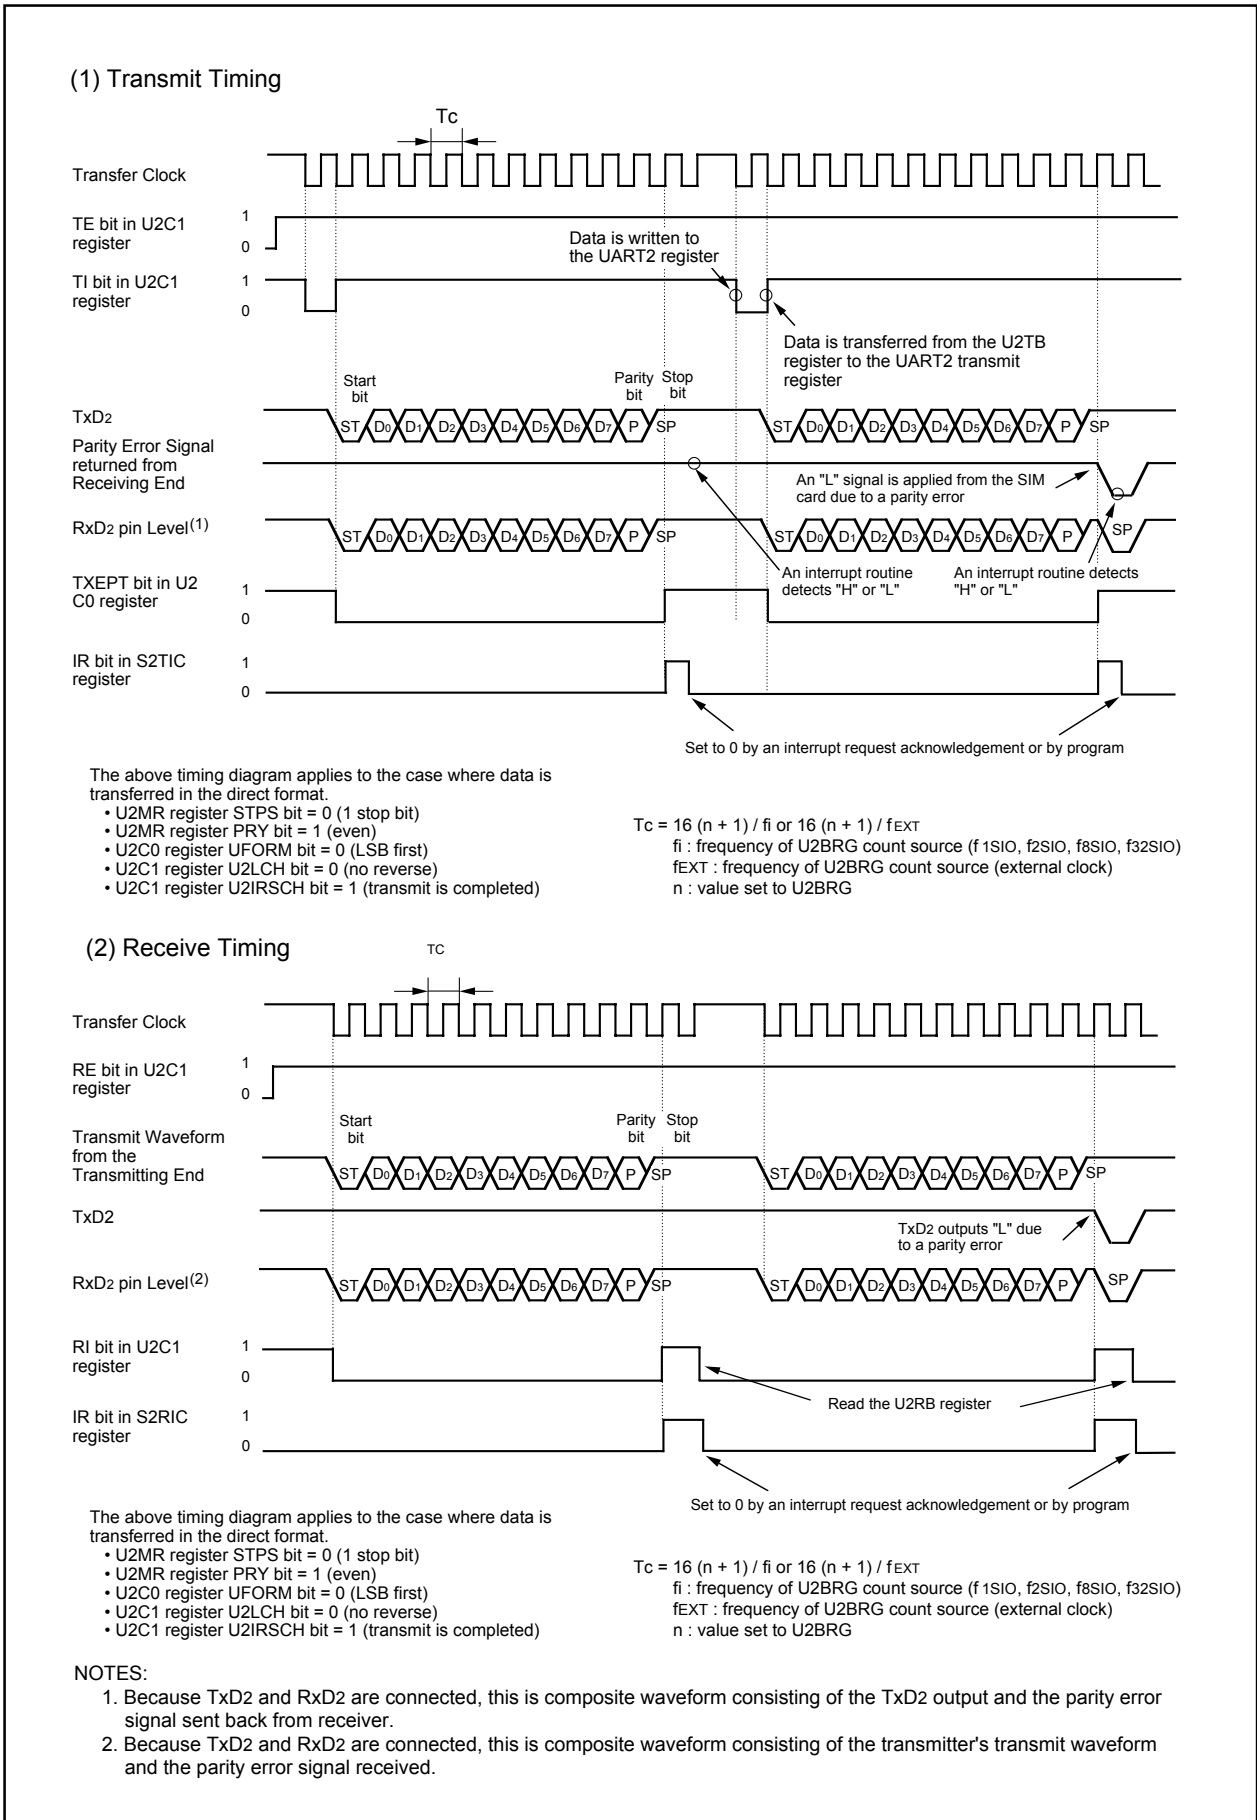 (1) Transmit Timing
Tc
Transfer Clock
TE bit in U2C1
register
1
0
Data is written to
the UART2 register
TI bit in U2C1
register
1
0
Data is transferred from the U2TB
register to the UART2 transmit
register
Start
bit
Parity
bit
Stop
bit
TxD2
ST D0 D1 D2 D3 D4 D5 D6 D7 P SP ST D0 D1 D2 D3 D4 D5 D6 D7 P SP
Parity Error Signal
returned from
Receiving End
An "L" signal is applied from the SIM
card due to a parity error
RxD2 pin Level(1)
ST D0 D1 D2 D3 D4 D5 D6 D7 P SP ST D0 D1 D2 D3 D4 D5 D6 D7 P SP
An interrupt routine
detects "H" or "L"
An interrupt routine detects
"H" or "L"
TXEPT bit in U2
C0 register
1
0
IR bit in S2TIC
register
1
0
Set to 0 by an interrupt request acknowledgement or by program
The above timing diagram applies to the case where data is
transferred in the direct format.
• U2MR register STPS bit = 0 (1 stop bit)
• U2MR register PRY bit = 1 (even)
• U2C0 register UFORM bit = 0 (LSB first)
• U2C1 register U2LCH bit = 0 (no reverse)
• U2C1 register U2IRSCH bit = 1 (transmit is completed)
Tc = 16 (n + 1) / fi or 16 (n + 1) / fEXT
fi : frequency of U2BRG count source (f 1SIO, f2SIO, f8SIO, f32SIO)
fEXT : frequency of U2BRG count source (external clock)
n : value set to U2BRG
(2) Receive Timing
TC
Transfer Clock
RE bit in U2C1
register
1
0
Start
bit
Parity
bit
Stop
bit
Transmit Waveform
from the
Transmitting End
ST D0 D1 D2 D3 D4 D5 D6 D7 P SP ST D0 D1 D2 D3 D4 D5 D6 D7 P SP
TxD2
TxD2 outputs "L" due
to a parity error
RxD2 pin Level(2)
ST D0 D1 D2 D3 D4 D5 D6 D7 P SP ST D0 D1 D2 D3 D4 D5 D6 D7 P SP
RI bit in U2C1
register
1
0
Read the U2RB register
IR bit in S2RIC
register
1
0
Set to 0 by an interrupt request acknowledgement or by program
The above timing diagram applies to the case where data is
transferred in the direct format.
• U2MR register STPS bit = 0 (1 stop bit)
• U2MR register PRY bit = 1 (even)
• U2C0 register UFORM bit = 0 (LSB first)
• U2C1 register U2LCH bit = 0 (no reverse)
• U2C1 register U2IRSCH bit = 1 (transmit is completed)
Tc = 16 (n + 1) / fi or 16 (n + 1) / fEXT
fi : frequency of U2BRG count source (f 1SIO, f2SIO, f8SIO, f32SIO)
fEXT : frequency of U2BRG count source (external clock)
n : value set to U2BRG
NOTES:
1. Because TxD2 and RxD2 are connected, this is composite waveform consisting of the TxD2 output and the parity error
signal sent back from receiver.
2. Because TxD2 and RxD2 are connected, this is composite waveform consisting of the transmitter's transmit waveform
and the parity error signal received.